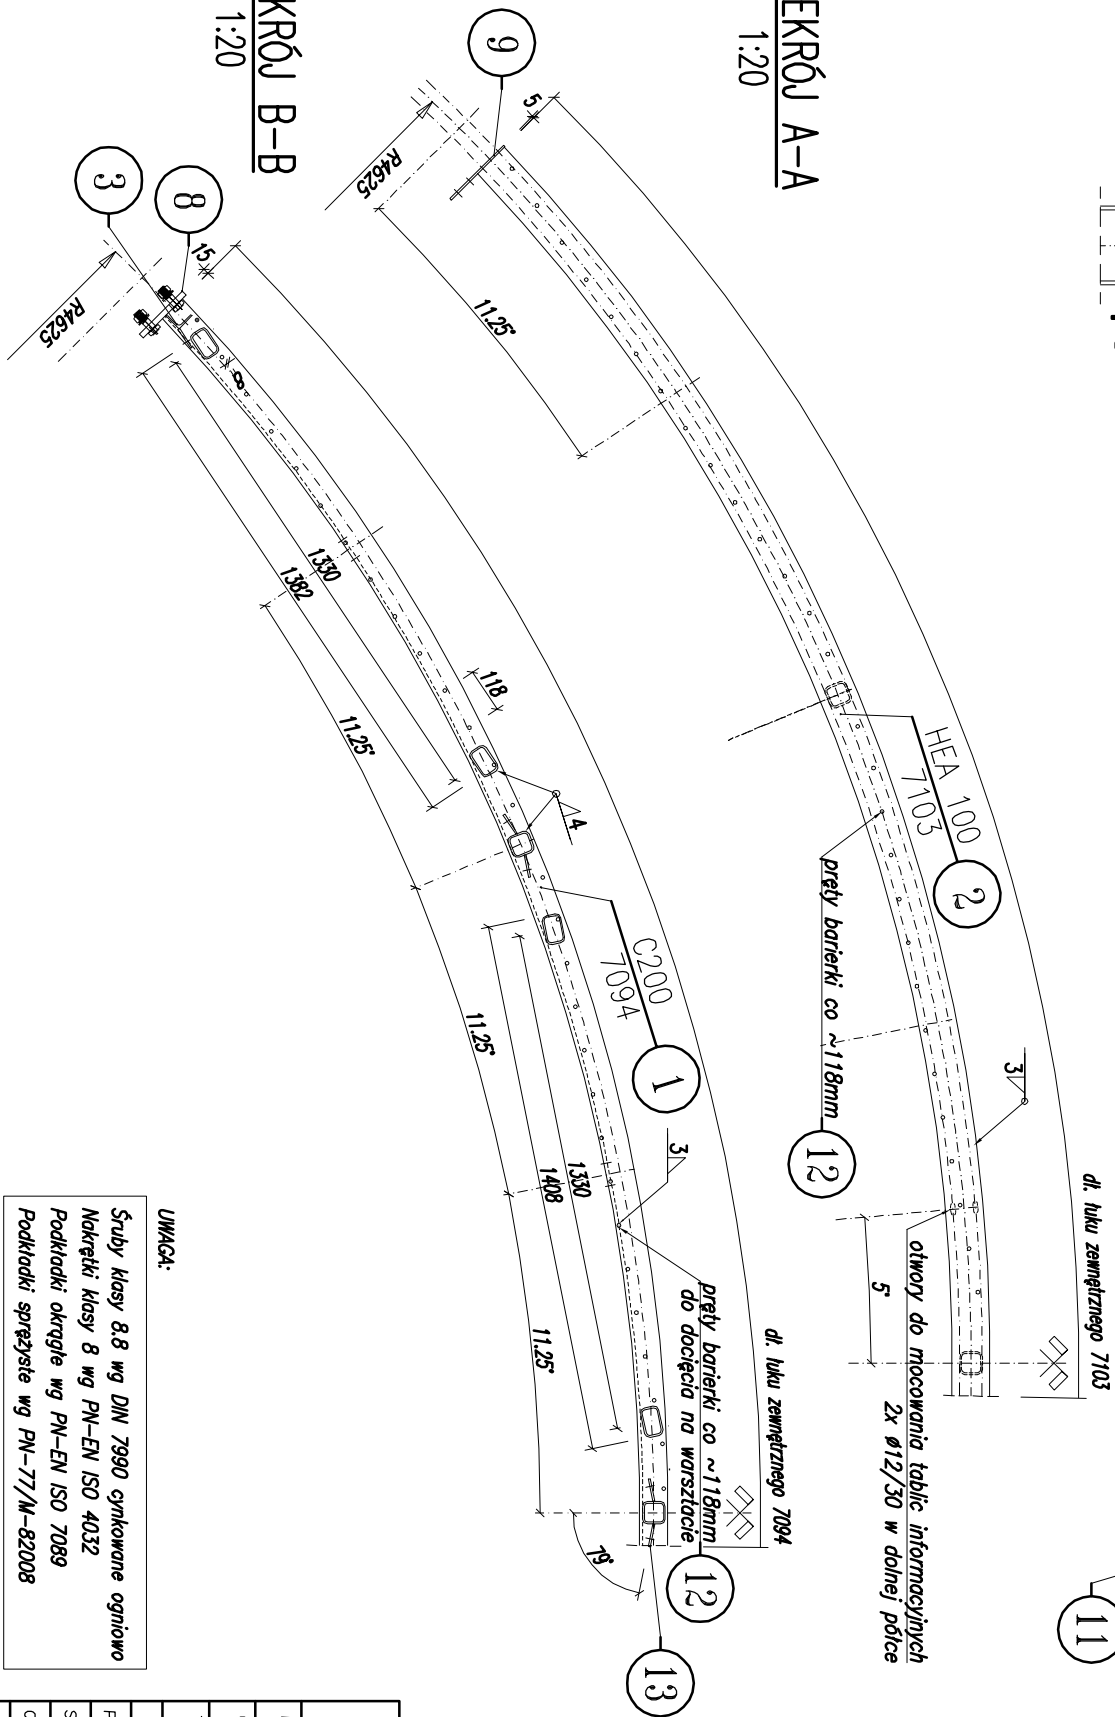 EKRÓJ A-A
1:20
9
5
R4625
11.25°
HEA 100
7103
2
pręty barierki co ~118mm
12
3
dł. łuku zewnętrznego 7103
5°
otwory do mocowania tablic informacyjnych
2x ø12/30 w dolnej półce
11
KRÓJ B-B
1:20
3
8
15
R4625
8
1330
1382
11.25°
118
4
11.25°
C200
7094
1
3
1330
1408
11.25°
pręty barierki co ~118mm
do docięcia na warsztacie
12
dł. łuku zewnętrznego 7094
79°
13
UWAGA:
Śruby klasy 8.8 wg DIN 7990 cynkowane ogniowo
Nakrętki klasy 8 wg PN-EN ISO 4032
Podkładki okrągłe wg PN-EN ISO 7089
Podkładki sprężyste wg PN-77/M-82008